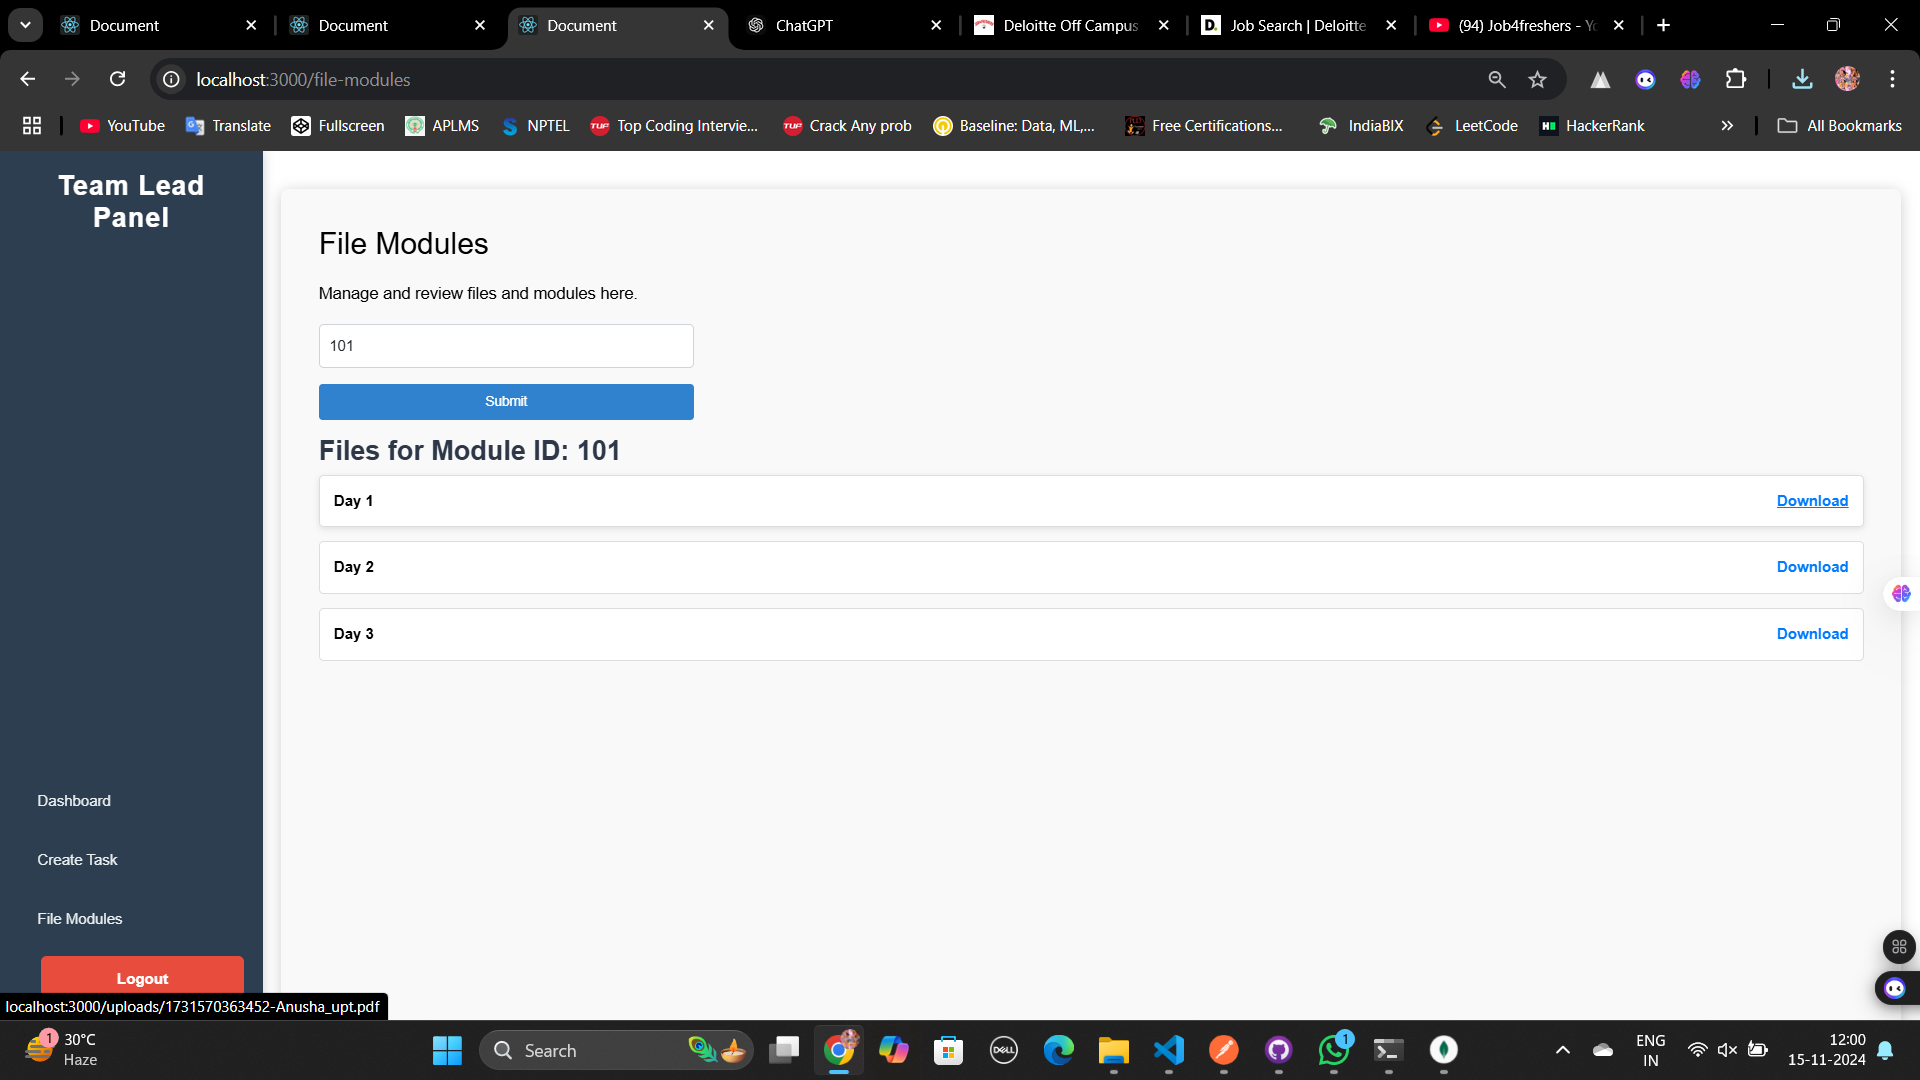 Document
Document
Document
ChatGPT
Deloitte Off Campus
Job Search | Deloitte
(94) Job4freshers - Yo
localhost:3000/file-modules
YouTube
Translate
Fullscreen
APLMS
NPTEL
Top Coding Intervie...
Crack Any prob
Baseline: Data, ML,...
Free Certifications...
IndiaBIX
LeetCode
HackerRank
All Bookmarks
Team Lead
Panel
File Modules
Manage and review files and modules here.
101
Submit
Files for Module ID: 101
Day 1
Download
Day 2
Download
Day 3
Download
Dashboard
Create Task
File Modules
Logout
localhost:3000/uploads/1731570363452-Anusha_upt.pdf
1
30°C
Haze
Search
DELL
1
ENG
IN
12:00
15-11-2024